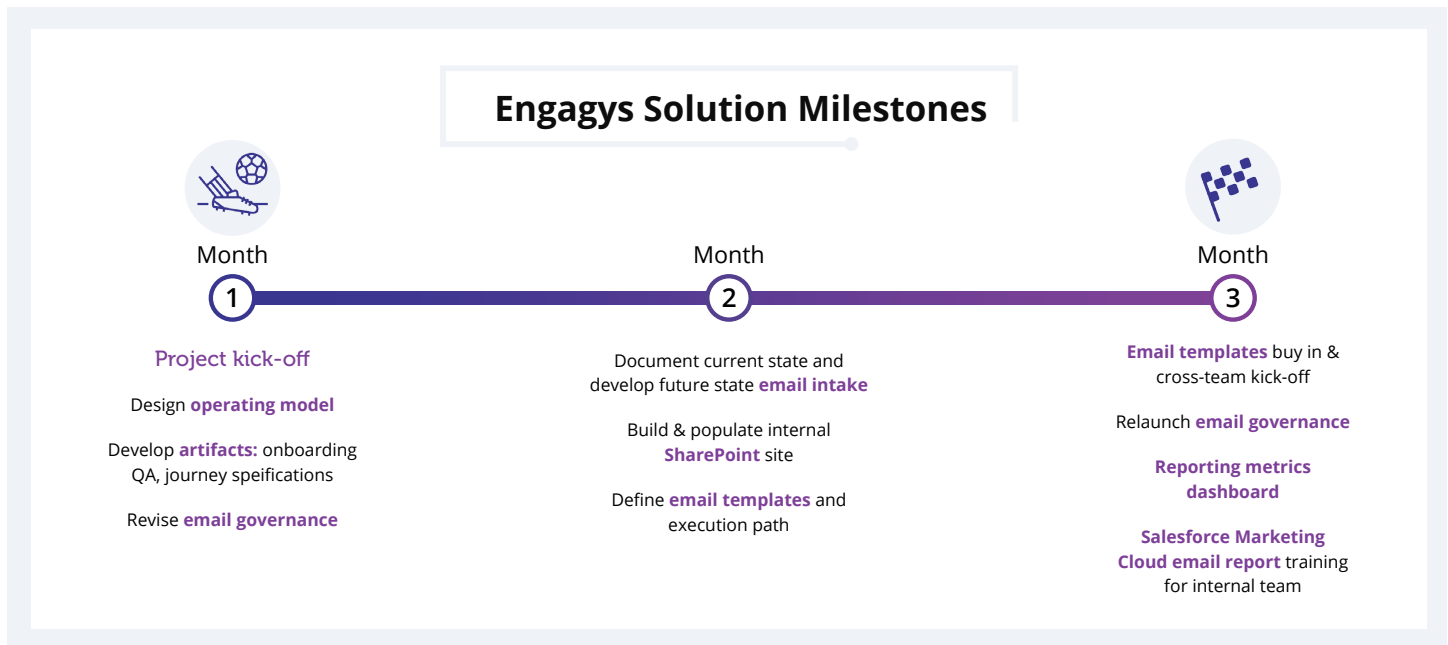 Engagys Solution Milestones
Month
1
Project kick-off
Design operating model
Develop artifacts: onboarding
QA, journey speifications
Revise email governance
Month
2
Document current state and
develop future state email intake
Build & populate internal
SharePoint site
Define email templates and
execution path
Month
3
Email templates buy in &
cross-team kick-off
Relaunch email governance
Reporting metrics
dashboard
Salesforce Marketing
Cloud email report training
for internal team